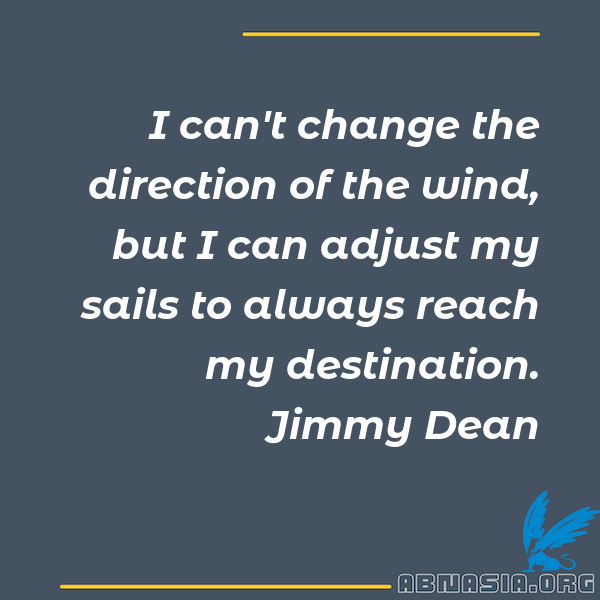 I can't change the
direction of the wind,
but I can adjust my
sails to always reach
my destination.
Jimmy Dean
ABNASIA.ORG